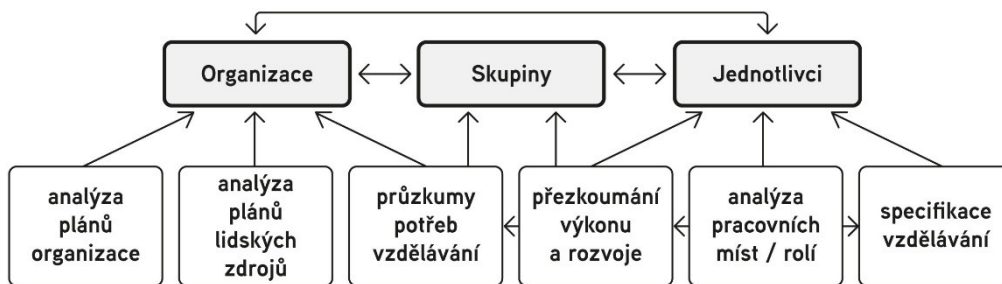 Organizace
Skupiny
Jednotlivci
analýza
plánů
organizace
analýza
plánů
lidských
zdrojů
průzkumy
potřeb
vzdělávání
přezkoumání
výkonu
a rozvoje
analýza
pracovních
míst / rolí
specifikace
vzdělávání